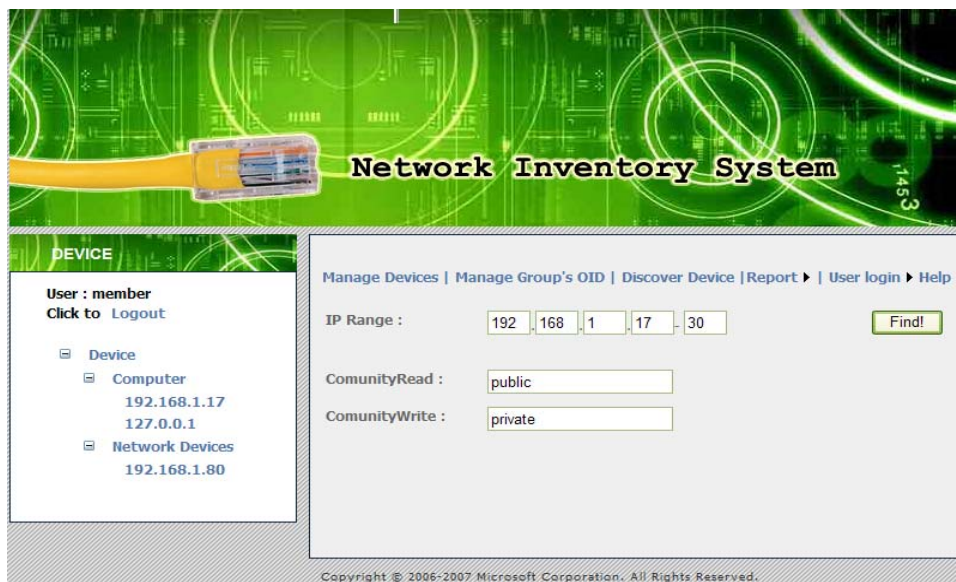 Network Inventory System
1453
DEVICE
User : member
Click to Logout
Device
Computer
192.168.1.17
127.0.0.1
Network Devices
192.168.1.80
Manage Devices | Manage Group's OID | Discover Device |Report | User login Help
IP Range : 192 . 168 . 1 . 17 - 30 Find!
ComunityRead : public
ComunityWrite : private
Copyright © 2006-2007 Microsoft Corporation. All Rights Reserved.